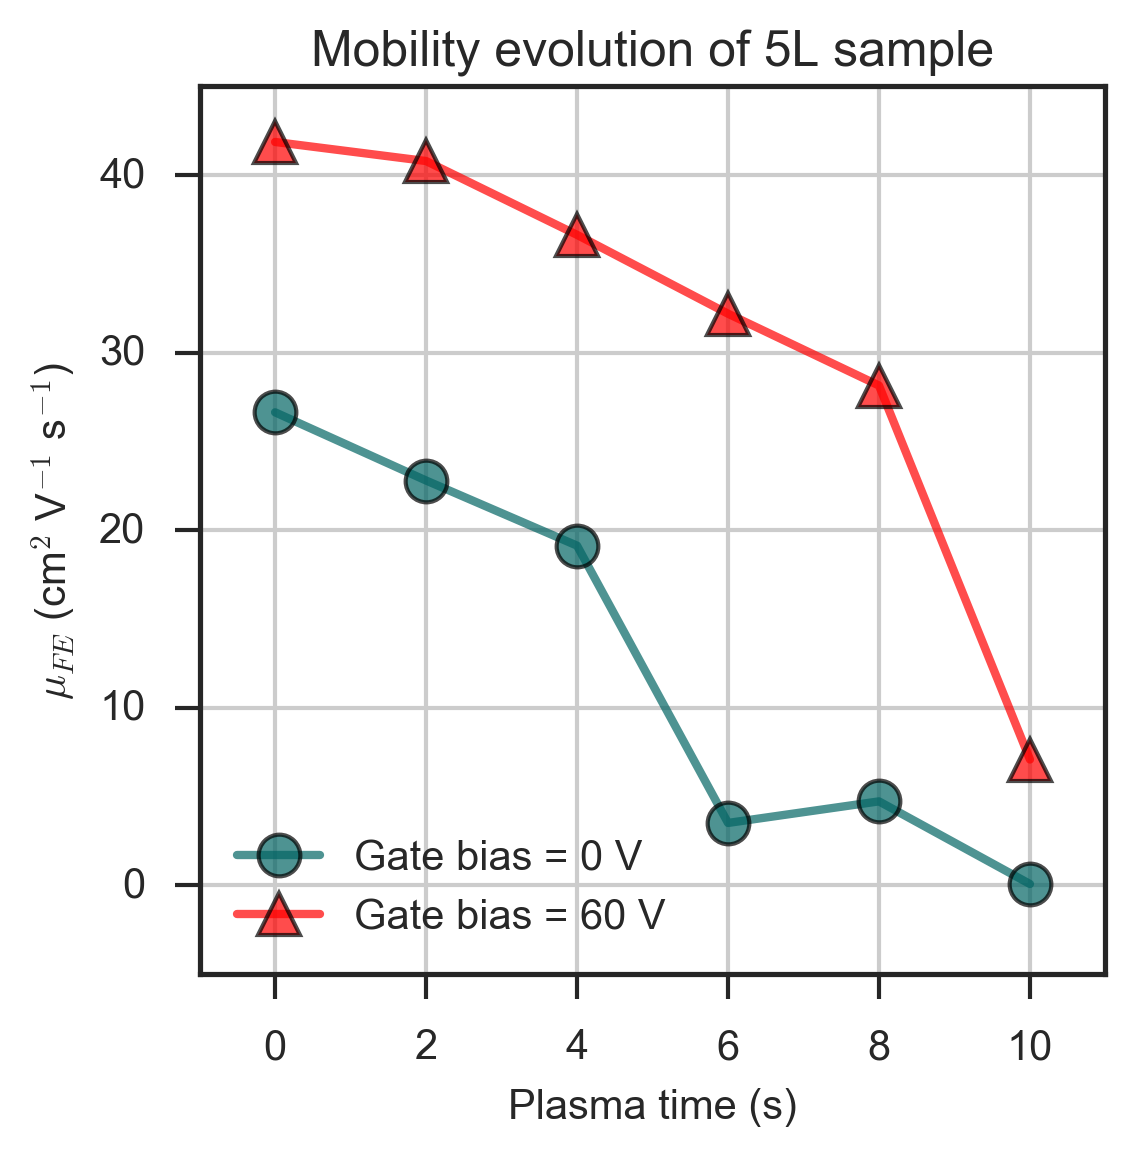 Mobility evolution of 5L sample
μ_FE (cm² V⁻¹ s⁻¹)
40
30
20
10
0
Gate bias = 0 V
Gate bias = 60 V
0 2 4 6 8 10
Plasma time (s)